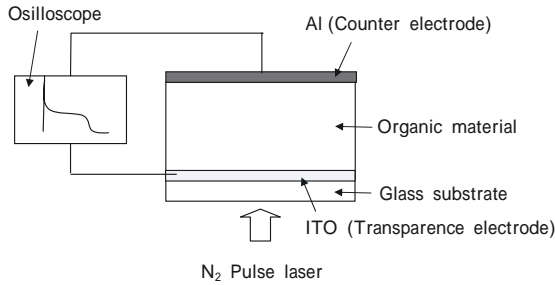 Osilloscope
Al (Counter electrode)
Organic material
Glass substrate
ITO (Transparence electrode)
N₂ Pulse laser